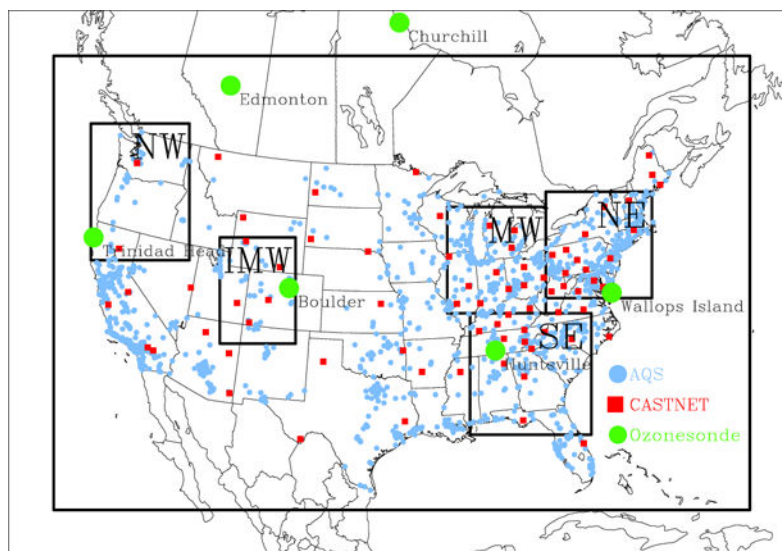 Churchill
Edmonton
NW
MW
NE
Trinidad Head
IMW
Boulder
Wallops Island
SE
Huntsville
AQS
CASTNET
Ozonesonde